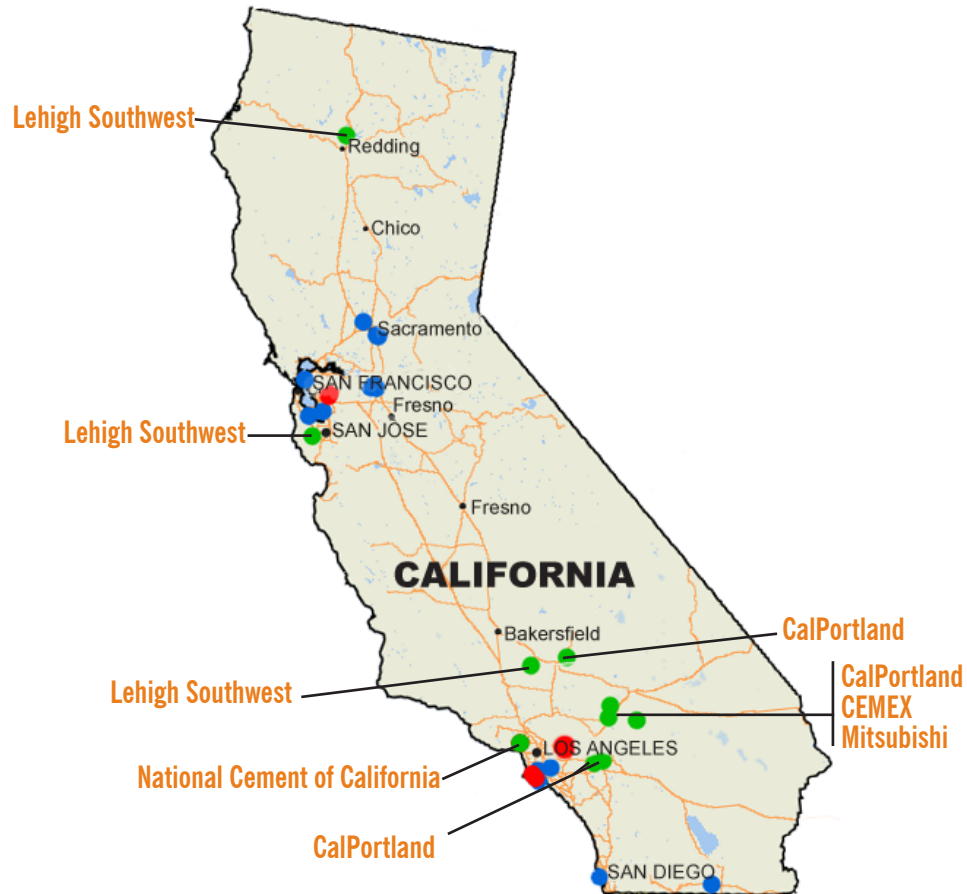 Lehigh Southwest
Redding
Chico
Sacramento
SAN FRANCISCO
Fresno
Lehigh Southwest
SAN JOSE
Fresno
CALIFORNIA
Bakersfield
CalPortland
Lehigh Southwest
CalPortland
CEMEX
Mitsubishi
LOS ANGELES
National Cement of California
CalPortland
SAN DIEGO